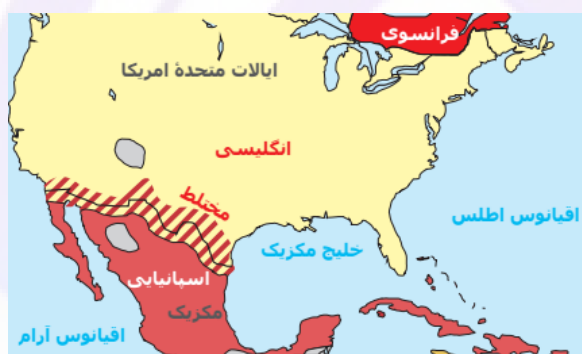 فرانسوی
ایالات متحدهٔ امریکا
انگلیسی
مختلط
اقیانوس اطلس
خلیج مکزیک
اسپانیایی
مکزیک
اقیانوس آرام